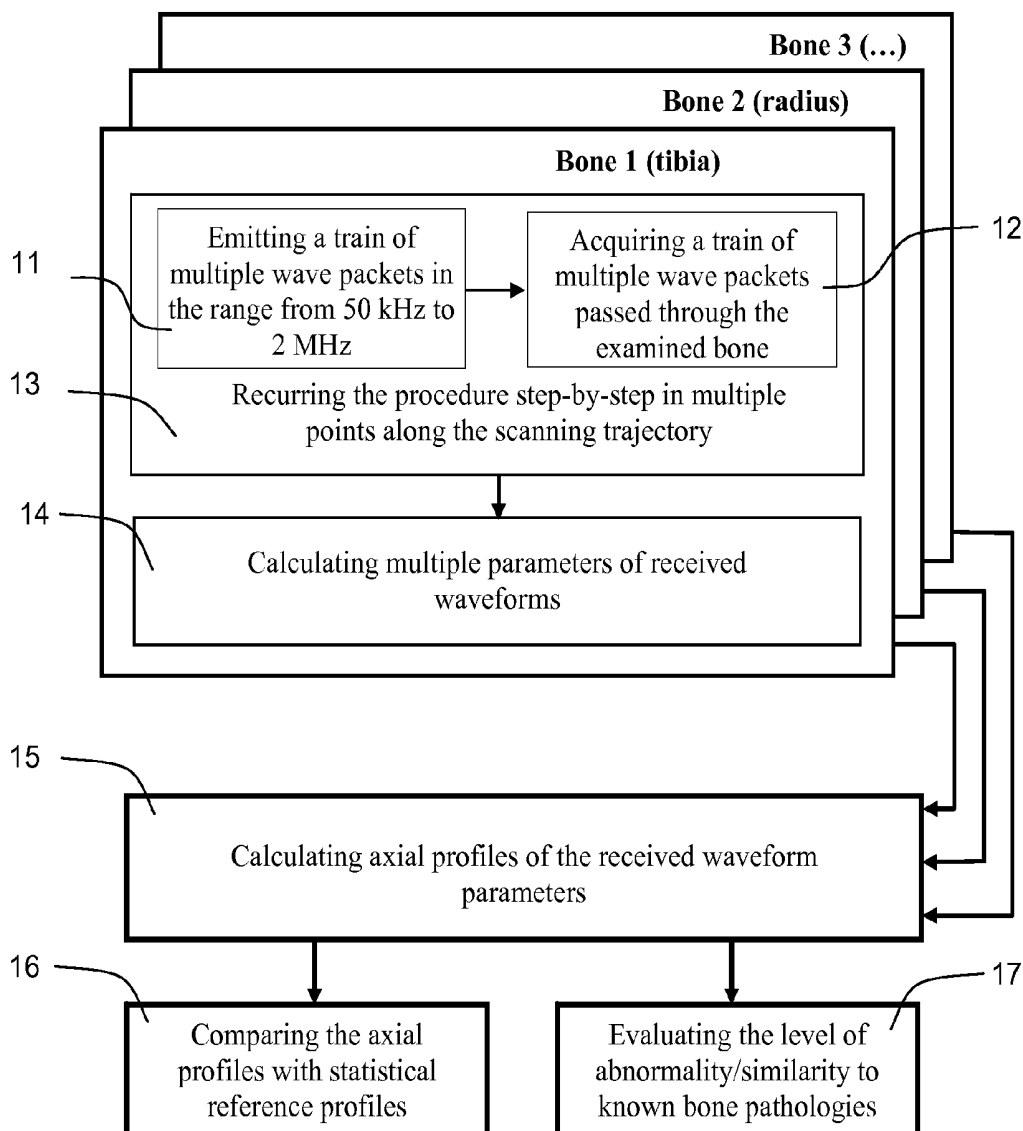 Bone 3 (...)
Bone 2 (radius)
Bone 1 (tibia)
11
Emitting a train of
multiple wave packets in
the range from 50 kHz to
2 MHz
12
Acquiring a train of
multiple wave packets
passed through the
examined bone
13
Recurring the procedure step-by-step in multiple
points along the scanning trajectory
14
Calculating multiple parameters of received
waveforms
15
Calculating axial profiles of the received waveform
parameters
16
Comparing the axial
profiles with statistical
reference profiles
17
Evaluating the level of
abnormality/similarity to
known bone pathologies